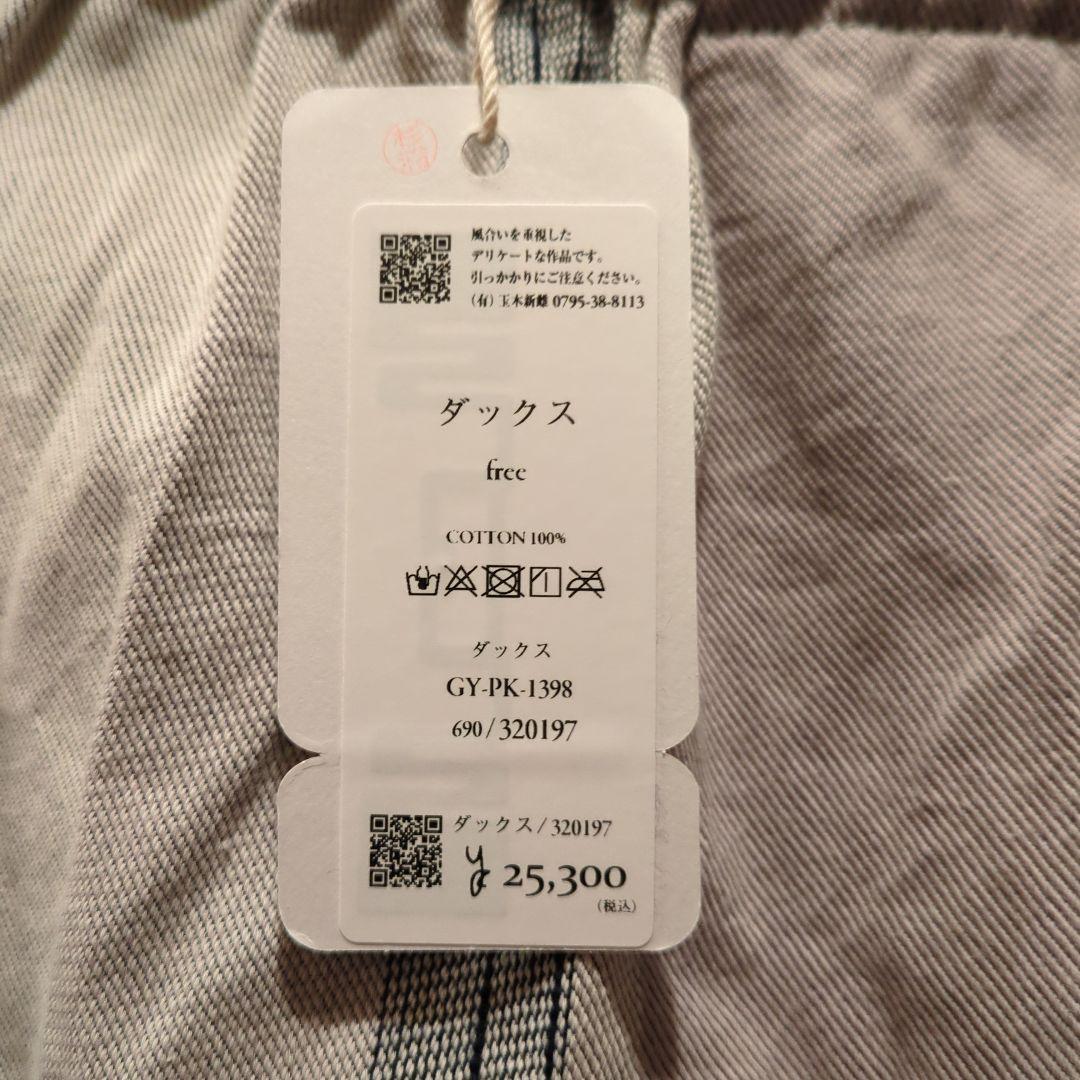 風合いを重視した
デリケートな作品です。
引っかかりにご注意ください。
(有) 玉木新雌 0795-38-8113
ダックス
free
COTTON 100%
ダックス
GY-PK-1398
690 / 320197
ダックス / 320197
y 25,300
(税込)